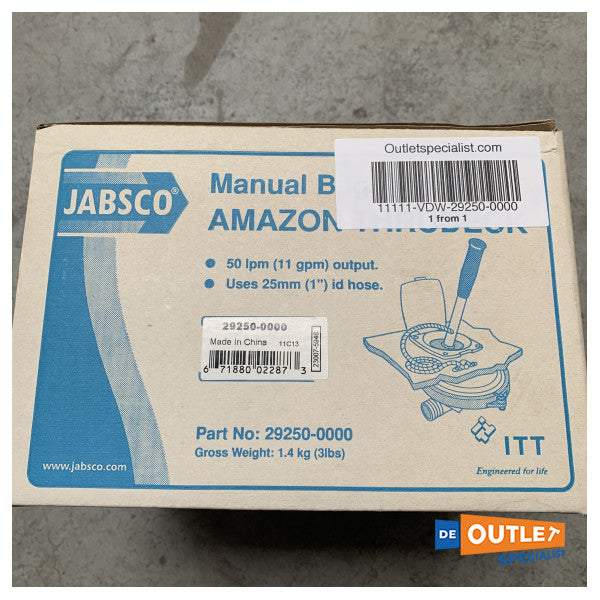 Outletspecialist.com
11111-VDW-29250-0000
1 from 1
JABSCO®
Manual
AMAZON
50 lpm (11 gpm) output.
Uses 25mm (1") id hose.
29250-0000
Made In China 11C13
6 71880 02287 3
Part No: 29250-0000
Gross Weight: 1.4 kg (3lbs)
www.jabsco.com
ITT
Engineered for life
DE OUTLET
SPECIALIST